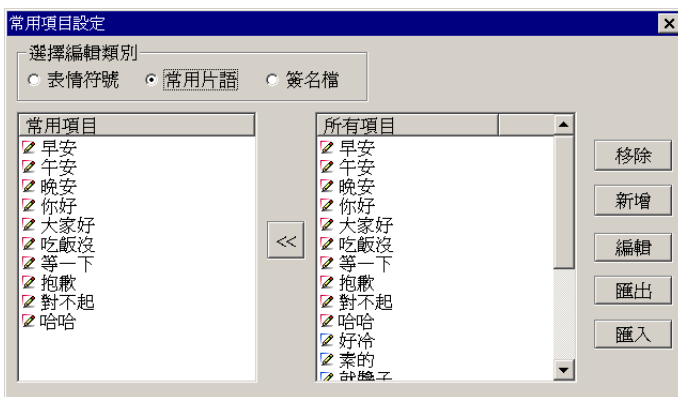 常用項目設定
選擇編輯類別
表情符號 常用片語 簽名檔
常用項目
早安
午安
晚安
你好
大家好
吃飯沒
等一下
抱歉
對不起
哈哈
<<
所有項目
早安
午安
晚安
你好
大家好
吃飯沒
等一下
抱歉
對不起
哈哈
好冷
素的
移除
新增
編輯
匯出
匯入